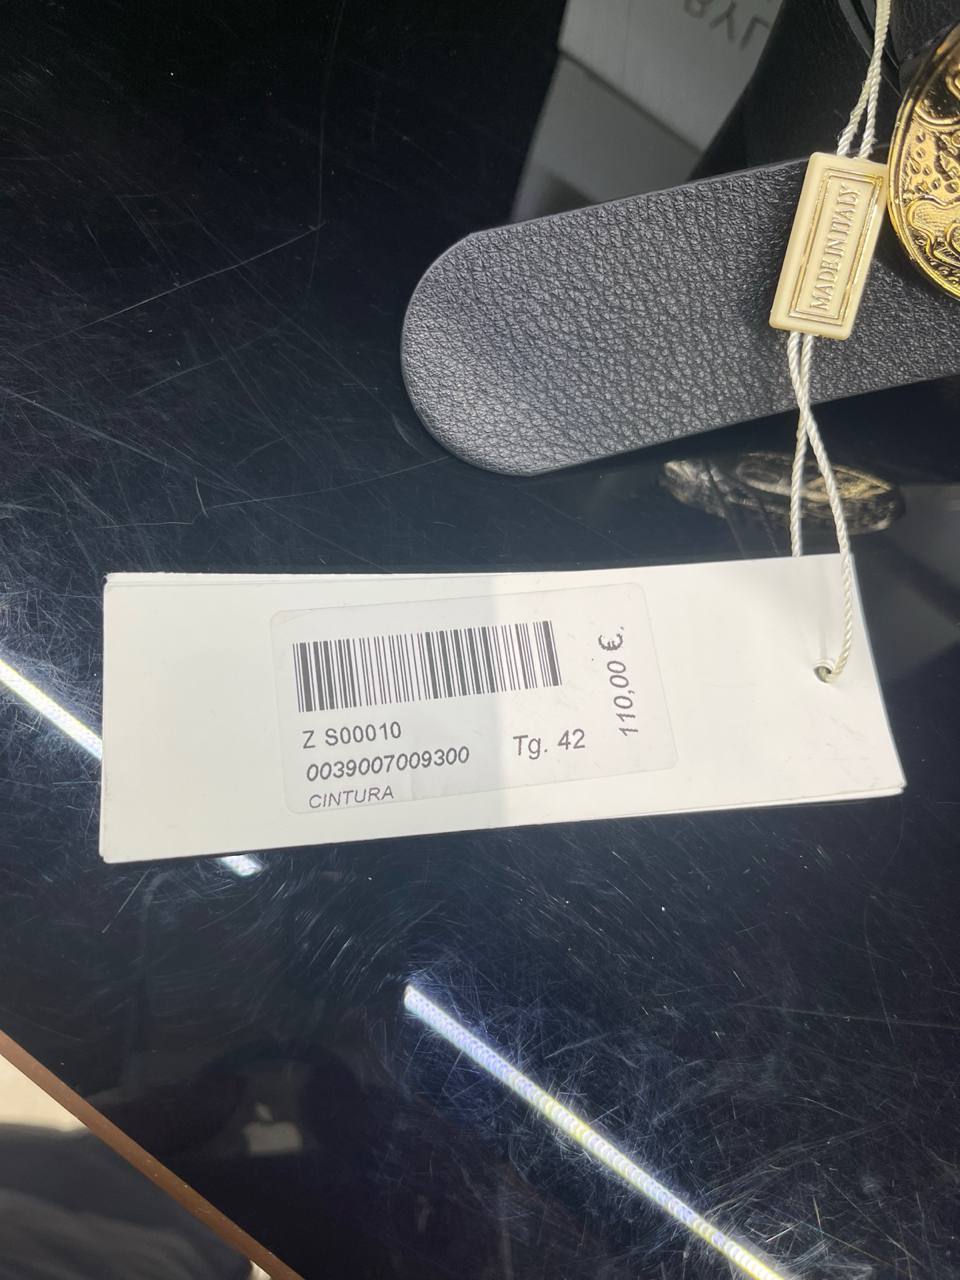 MADE IN ITALY
Z S00010
0039007009300
CINTURA
Tg. 42
110,00 €.